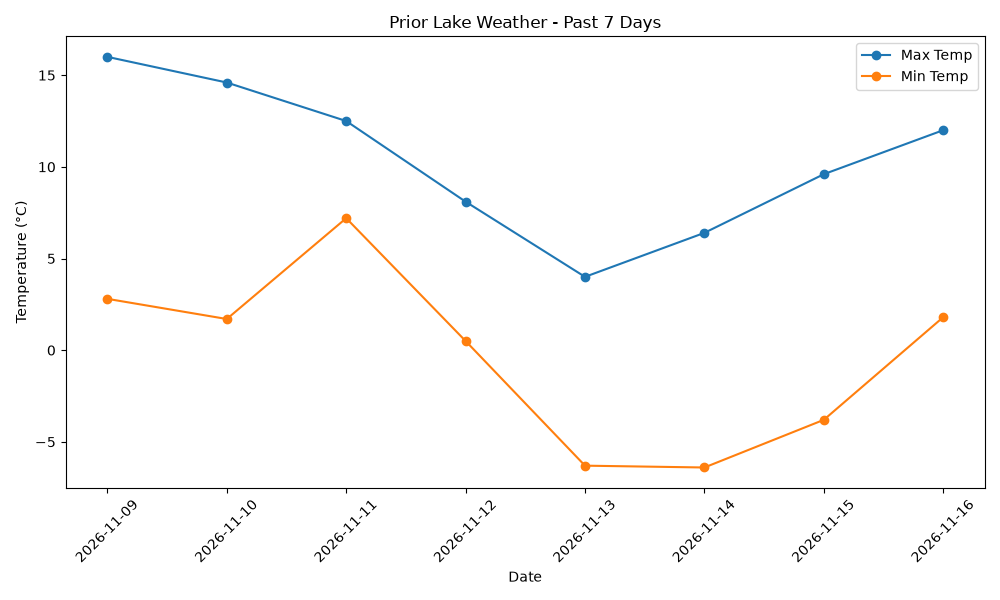 Prior Lake Weather - Past 7 Days
Max Temp
Min Temp
Temperature (°C)
15
10
5
0
−5
2026-11-09
2026-11-10
2026-11-11
2026-11-12
2026-11-13
2026-11-14
2026-11-15
2026-11-16
Date